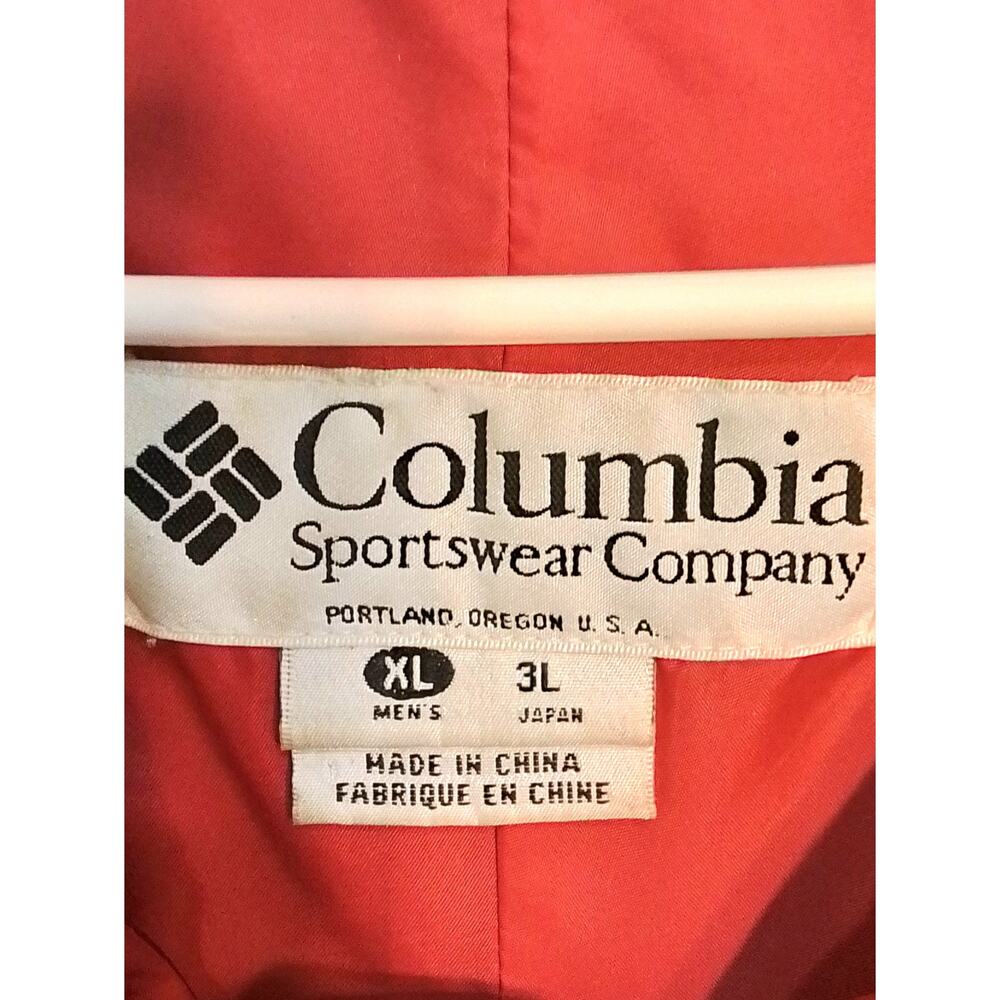 Columbia
Sportswear Company
PORTLAND, OREGON U. S. A.
XL 3L
MEN'S JAPAN
MADE IN CHINA
FABRIQUE EN CHINE